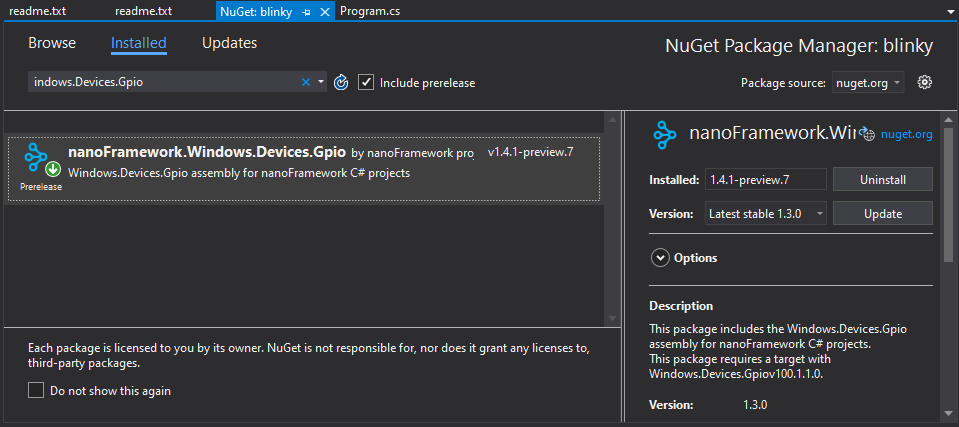 readme.txt
readme.txt
NuGet: blinky
Program.cs
Browse
Installed
Updates
NuGet Package Manager: blinky
indows.Devices.Gpio
Include prerelease
Package source:
nuget.org
nanoFramework.Windows.Devices.Gpio by nanoFramework pro
v1.4.1-preview.7
Windows.Devices.Gpio assembly for nanoFramework C# projects
Prerelease
Each package is licensed to you by its owner. NuGet is not responsible for, nor does it grant any licenses to,
third-party packages.
Do not show this again
nanoFramework.Win
nuget.org
Installed:
1.4.1-preview.7
Uninstall
Version:
Latest stable 1.3.0
Update
Options
Description
This package includes the Windows.Devices.Gpio
assembly for nanoFramework C# projects.
This package requires a target with
Windows.Devices.Gpiov100.1.1.0.
Version:
1.3.0